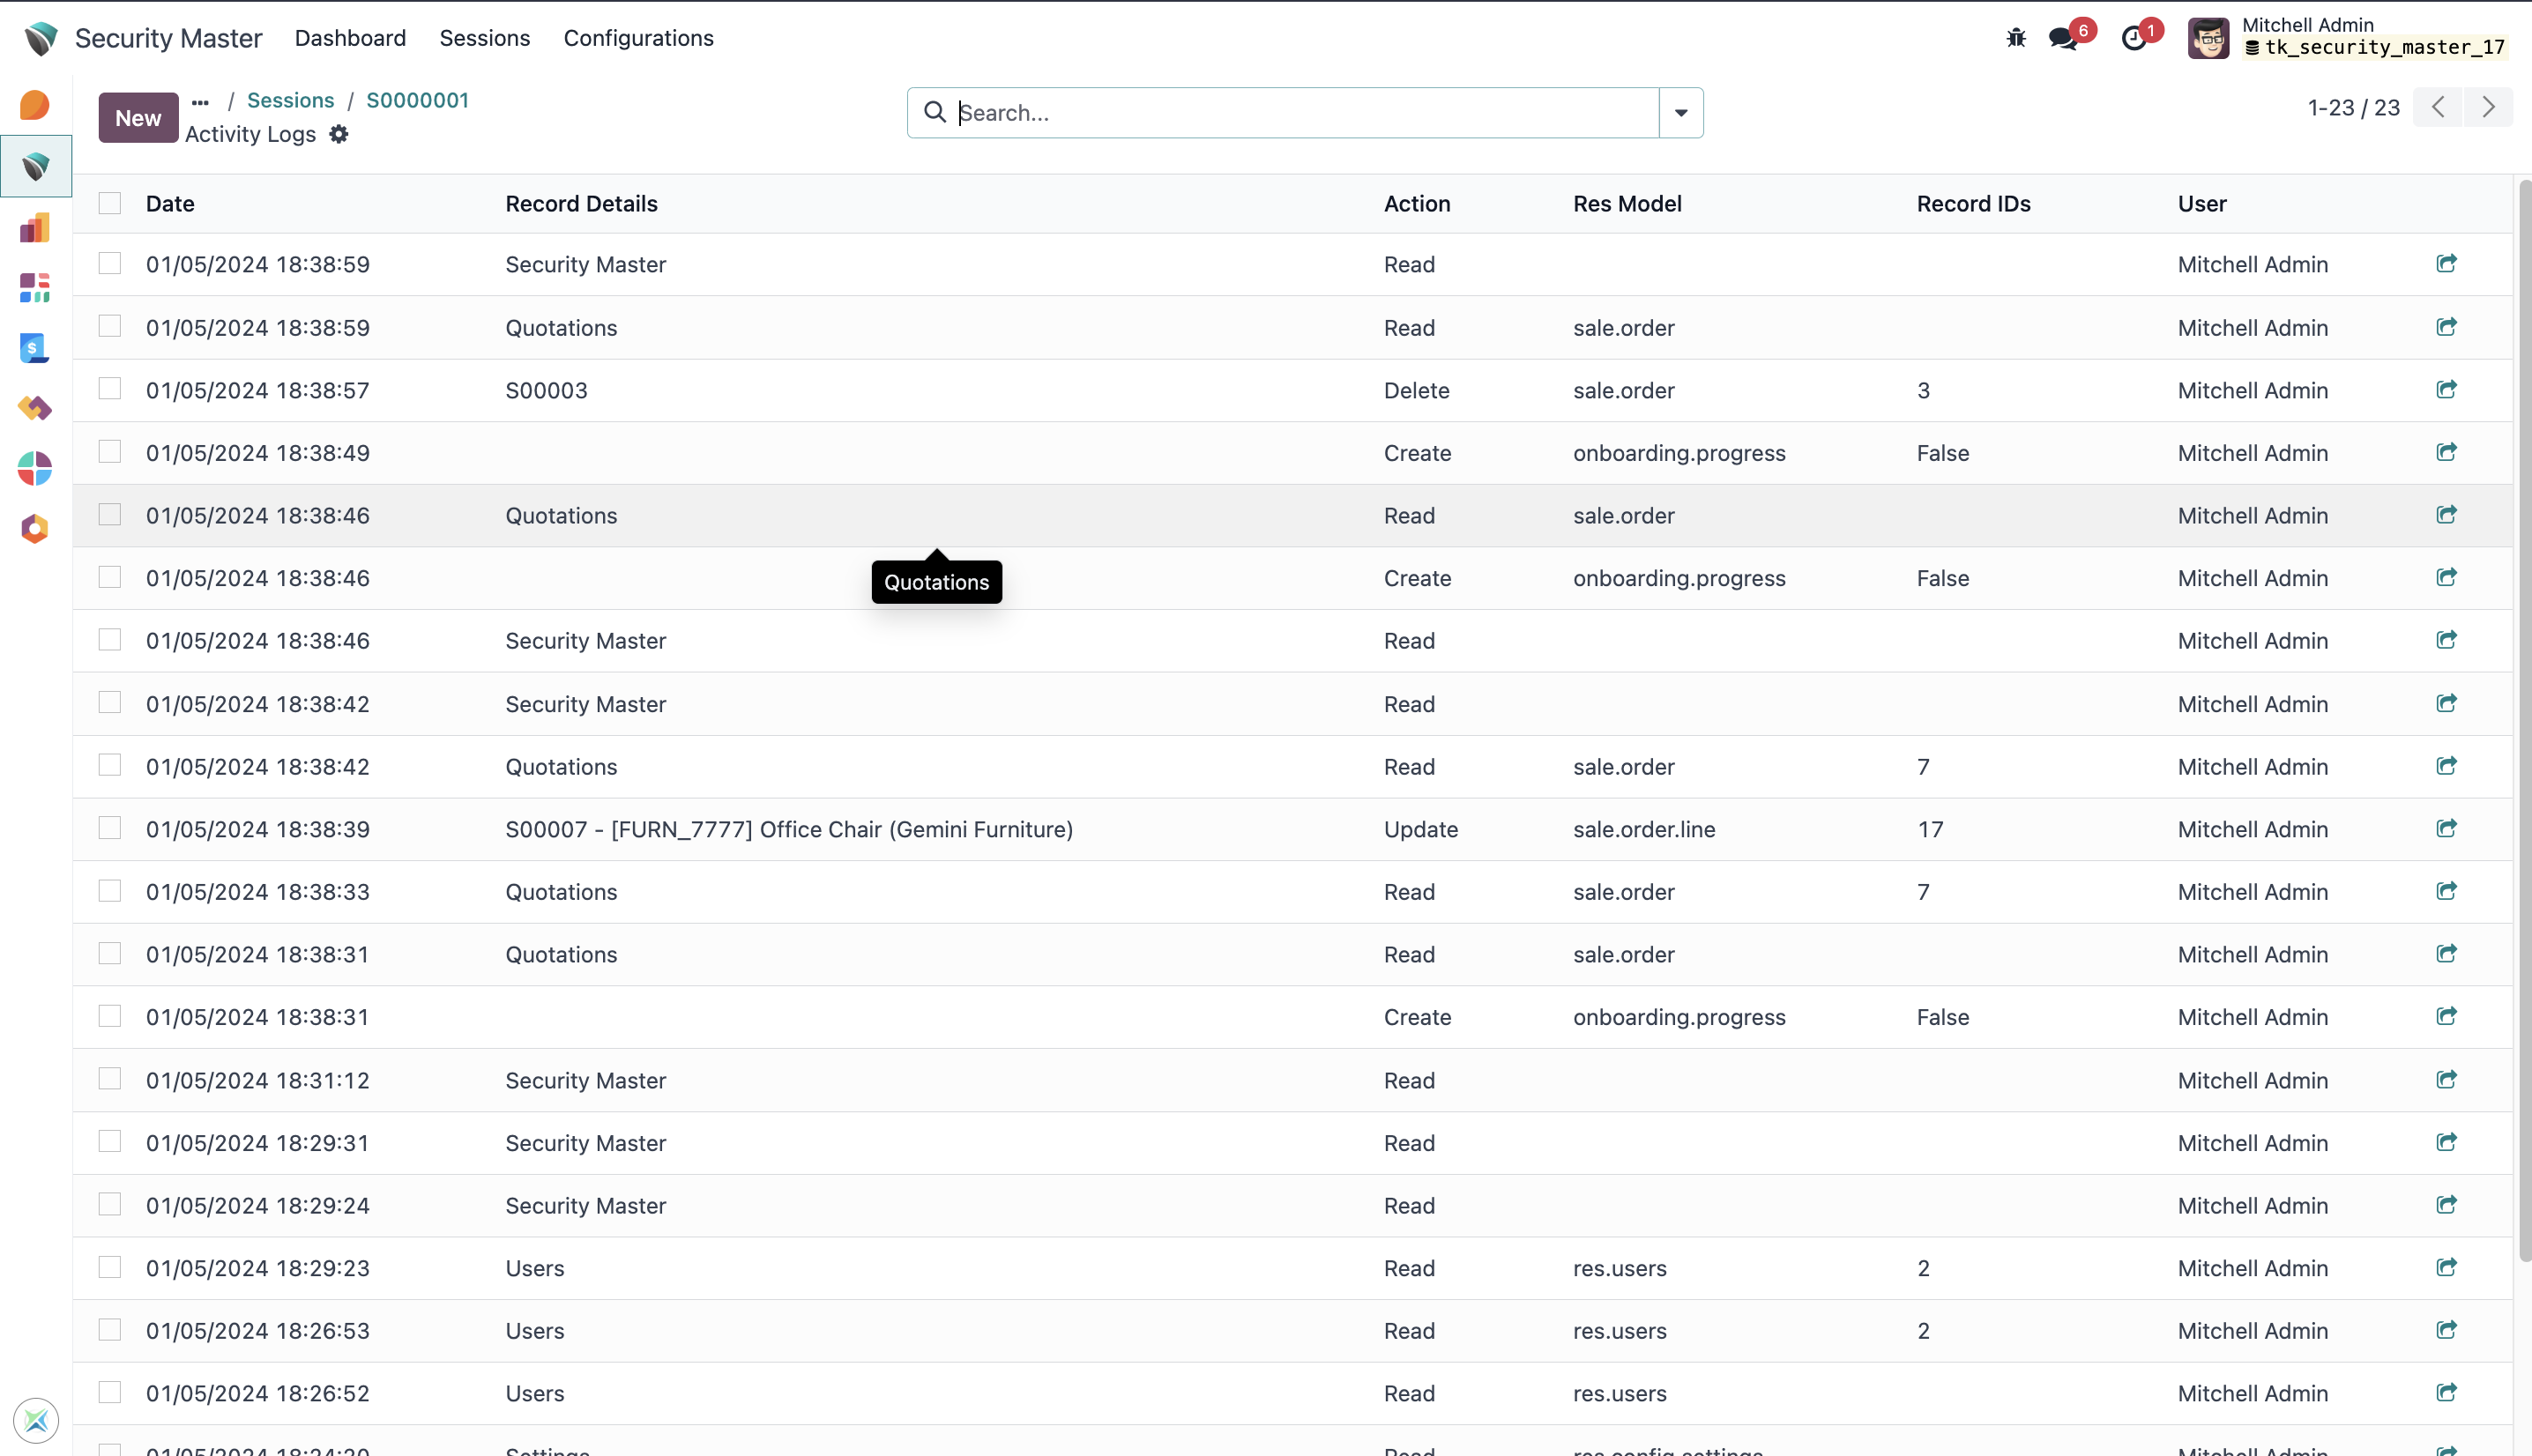 Security Master Dashboard Sessions Configurations 6 1 Mitchell Admin
tk_security_master_17
New ... / Sessions / S0000001 Search... 1-23 / 23
Activity Logs
Date Record Details Action Res Model Record IDs User
01/05/2024 18:38:59 Security Master Read Mitchell Admin
01/05/2024 18:38:59 Quotations Read sale.order Mitchell Admin
01/05/2024 18:38:57 S00003 Delete sale.order 3 Mitchell Admin
01/05/2024 18:38:49 Create onboarding.progress False Mitchell Admin
01/05/2024 18:38:46 Quotations Read sale.order Mitchell Admin
Quotations
01/05/2024 18:38:46 Create onboarding.progress False Mitchell Admin
01/05/2024 18:38:46 Security Master Read Mitchell Admin
01/05/2024 18:38:42 Security Master Read Mitchell Admin
01/05/2024 18:38:42 Quotations Read sale.order 7 Mitchell Admin
01/05/2024 18:38:39 S00007 - [FURN_7777] Office Chair (Gemini Furniture) Update sale.order.line 17 Mitchell Admin
01/05/2024 18:38:33 Quotations Read sale.order 7 Mitchell Admin
01/05/2024 18:38:31 Quotations Read sale.order Mitchell Admin
01/05/2024 18:38:31 Create onboarding.progress False Mitchell Admin
01/05/2024 18:31:12 Security Master Read Mitchell Admin
01/05/2024 18:29:31 Security Master Read Mitchell Admin
01/05/2024 18:29:24 Security Master Read Mitchell Admin
01/05/2024 18:29:23 Users Read res.users 2 Mitchell Admin
01/05/2024 18:26:53 Users Read res.users 2 Mitchell Admin
01/05/2024 18:26:52 Users Read res.users Mitchell Admin
Settings Read res.config.settings Mitchell Admin